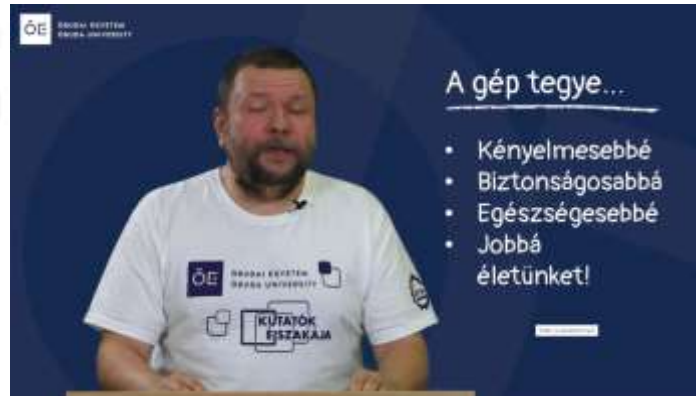 ÓE ÓBUDAI EGYETEM
ÓBUDA UNIVERSITY
A gép tegye...
• Kényelmesebbé
• Biztonságosabbá
• Egészségesebbé
• Jobbá
életünket!
ÓE ÓBUDAI EGYETEM
ÓBUDA UNIVERSITY
KUTATÓK
ÉJSZAKÁJA